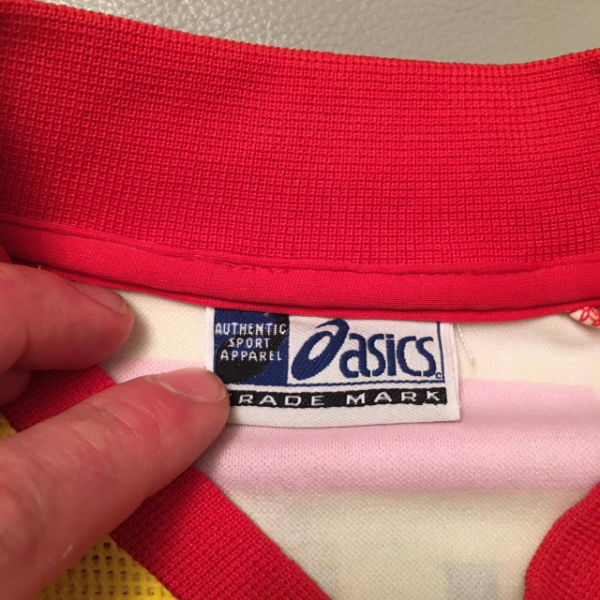 AUTHENTIC
SPORT
APPAREL
asics
TRADE MARK